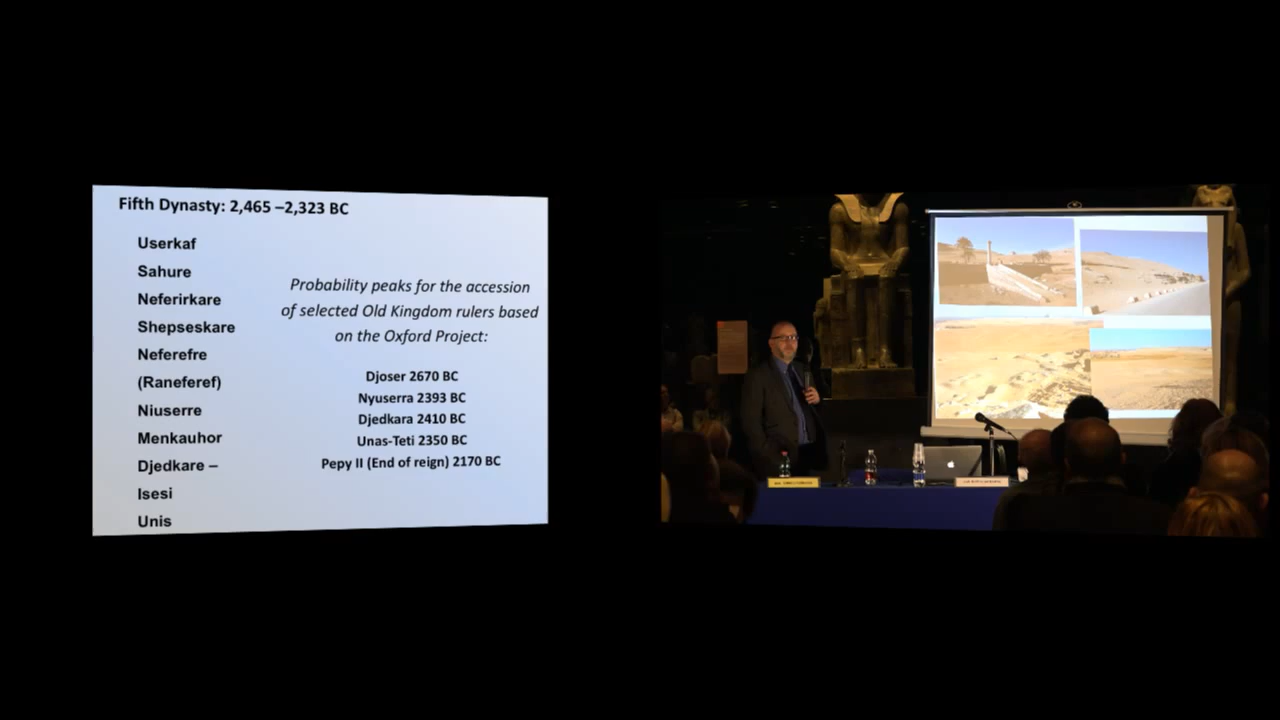 Fifth Dynasty: 2,465 –2,323 BC
Userkaf
Sahure
Neferirkare
Shepseskare
Neferefre
(Raneferef)
Niuserre
Menkauhor
Djedkare –
Isesi
Unis
Probability peaks for the accession
of selected Old Kingdom rulers based
on the Oxford Project:
Djoser 2670 BC
Nyuserra 2393 BC
Djedkara 2410 BC
Unas-Teti 2350 BC
Pepy II (End of reign) 2170 BC